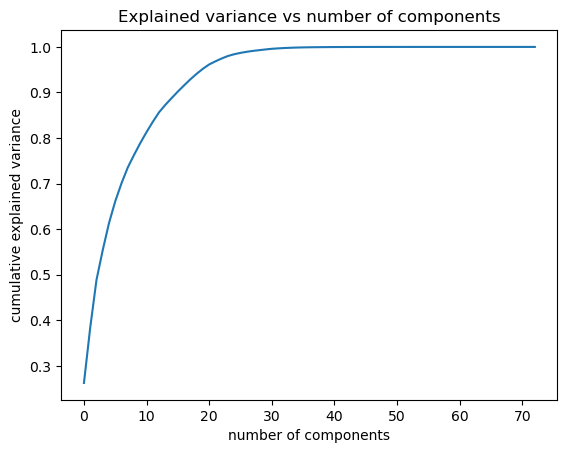 Explained variance vs number of components
cumulative explained variance
1.0
0.9
0.8
0.7
0.6
0.5
0.4
0.3
0 10 20 30 40 50 60 70
number of components